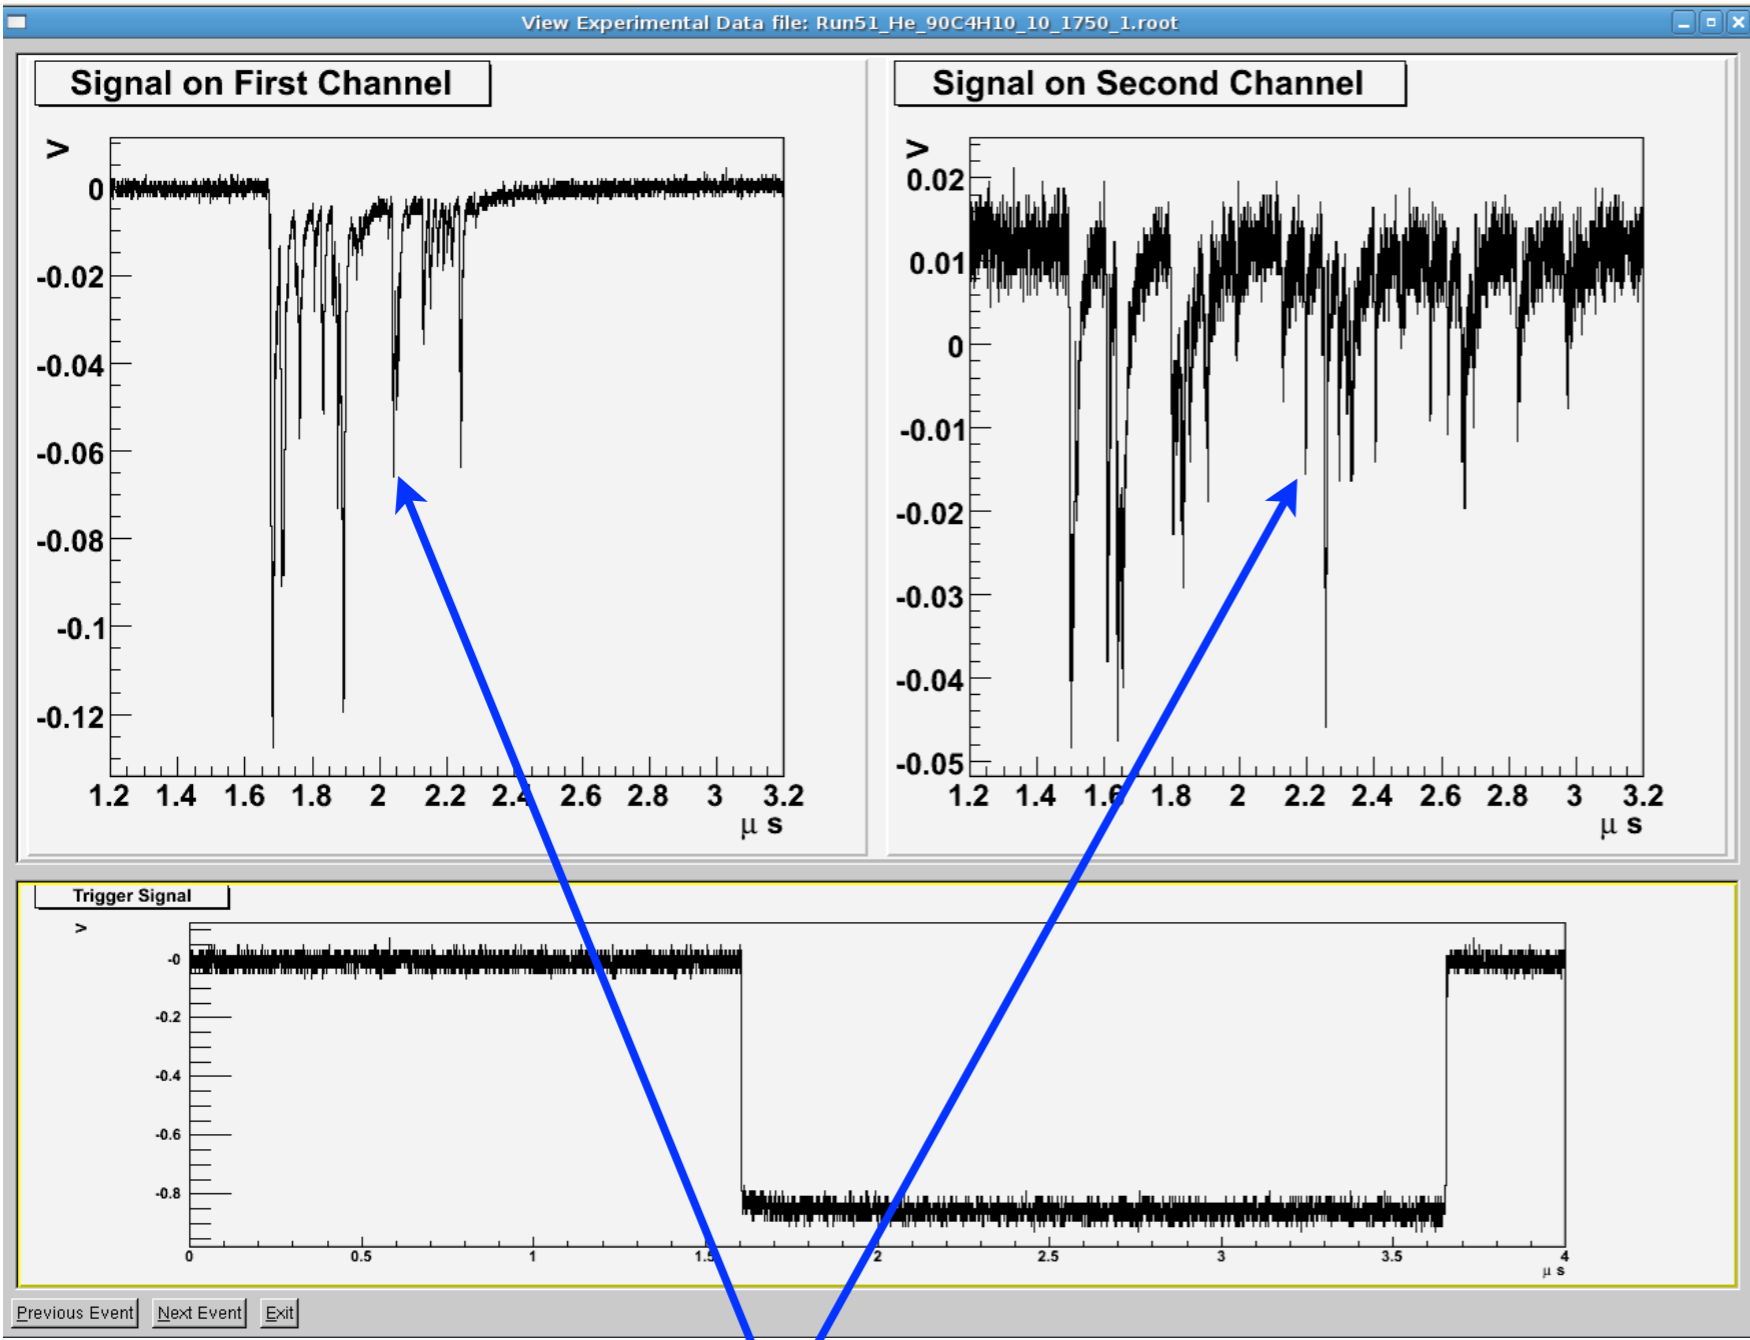 View Experimental Data file: Run51_He_90C4H10_10_1750_1.root
Signal on First Channel
V
0
-0.02
-0.04
-0.06
-0.08
-0.1
-0.12
1.2 1.4 1.6 1.8 2 2.2 2.4 2.6 2.8 3 3.2
μ s
Signal on Second Channel
V
0.02
0.01
0
-0.01
-0.02
-0.03
-0.04
-0.05
1.2 1.4 1.6 1.8 2 2.2 2.4 2.6 2.8 3 3.2
μ s
Trigger Signal
V
-0
-0.2
-0.4
-0.6
-0.8
0 0.5 1 1.5 2 2.5 3 3.5 4
μ s
Previous Event Next Event Exit